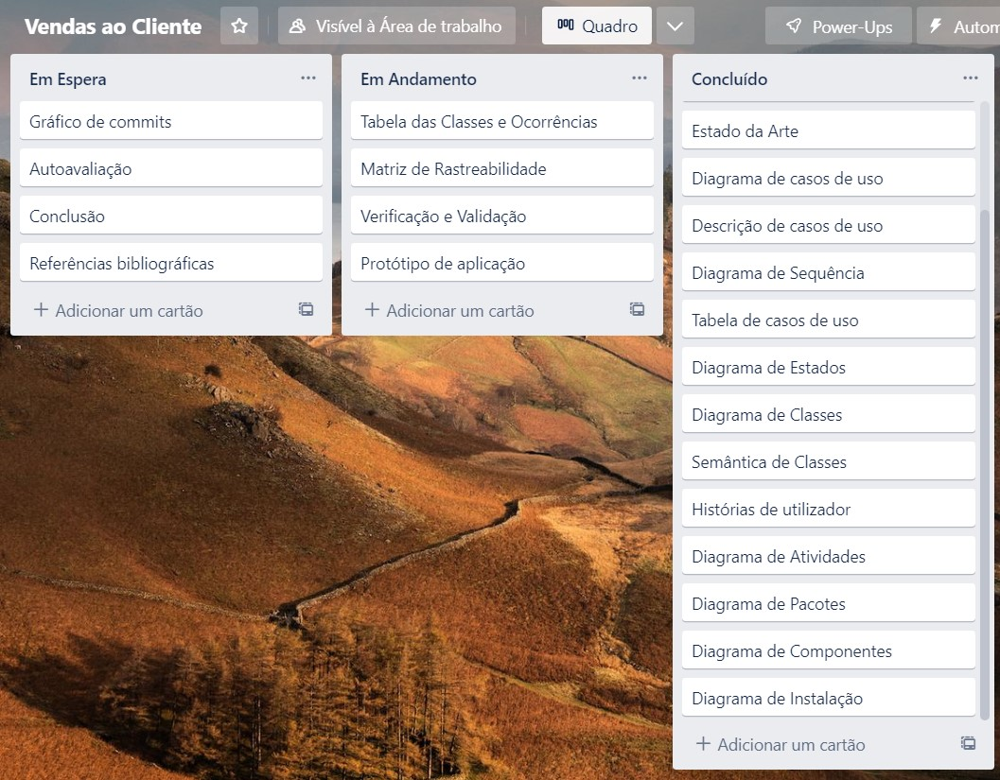 Vendas ao Cliente
Visível à Área de trabalho
Quadro
Power-Ups
Autom
Em Espera
Gráfico de commits
Autoavaliação
Conclusão
Referências bibliográficas
Adicionar um cartão
Em Andamento
Tabela das Classes e Ocorrências
Matriz de Rastreabilidade
Verificação e Validação
Protótipo de aplicação
Adicionar um cartão
Concluído
Estado da Arte
Diagrama de casos de uso
Descrição de casos de uso
Diagrama de Sequência
Tabela de casos de uso
Diagrama de Estados
Diagrama de Classes
Semântica de Classes
Histórias de utilizador
Diagrama de Atividades
Diagrama de Pacotes
Diagrama de Componentes
Diagrama de Instalação
Adicionar um cartão